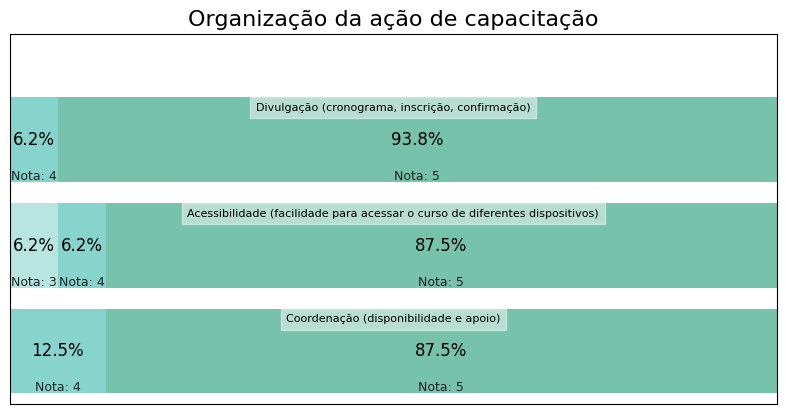 Organização da ação de capacitação
Divulgação (cronograma, inscrição, confirmação)
6.2% 93.8%
Nota: 4 Nota: 5
Acessibilidade (facilidade para acessar o curso de diferentes dispositivos)
6.2% 6.2% 87.5%
Nota: 3 Nota: 4 Nota: 5
Coordenação (disponibilidade e apoio)
12.5% 87.5%
Nota: 4 Nota: 5